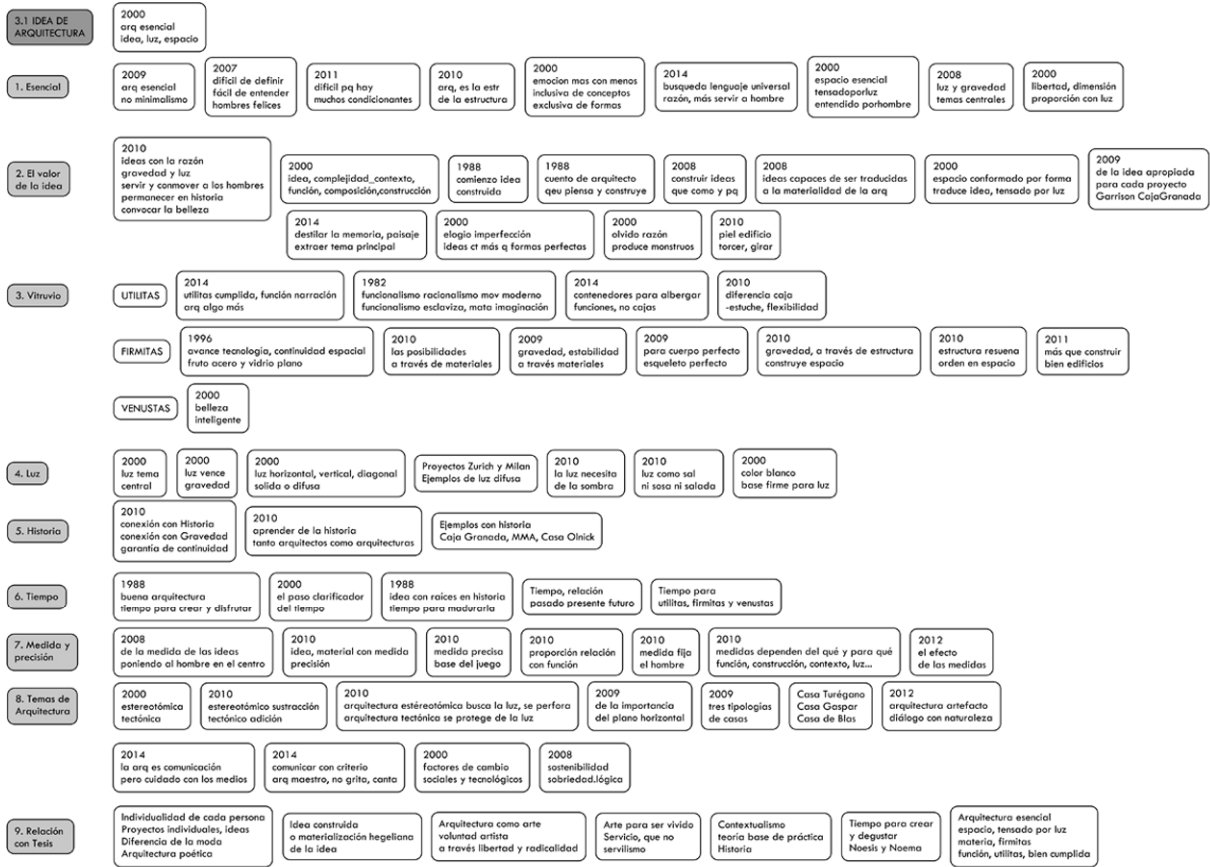 3.1 IDEA DE
ARQUITECTURA
2000
arq esencial
idea, luz, espacio
1. Esencial
2009
arq esencial
no minimalismo
2007
dificil de definir
fácil de entender
hombres felices
2011
dificil pq hay
muchos condicionantes
2010
arq, es la estr
de la estructura
2000
emocion mas con menos
inclusiva de conceptos
exclusiva de formas
2014
busqueda lenguaje universal
razón, más servir a hombre
2000
espacio esencial
tensadoporluz
entendido porhombre
2008
luz y gravedad
temas centrales
2000
libertad, dimensión
proporción con luz
2. El valor
de la idea
2010
ideas con la razón
gravedad y luz
servir y conmover a los hombres
permanecer en historia
convocar la belleza
2000
idea, complejidad_contexto,
función, composición,construcción
1988
comienzo idea
construida
1988
cuento de arquitecto
qeu piensa y construye
2008
construir ideas
que como y pq
2008
ideas capaces de ser traducidas
a la materialidad de la arq
2000
espacio conformado por forma
traduce idea, tensado por luz
2009
de la idea apropiada
para cada proyecto
Garrison CajaGranada
2014
destilar la memoria, paisaje
extraer tema principal
2000
elogio imperfección
ideas ct más q formas perfectas
2000
olvido razón
produce monstruos
2010
piel edificio
torcer, girar
3. Vitruvio
UTILITAS
2014
utilitas cumplida, función narración
arq algo más
1982
funcionalismo racionalismo mov moderno
funcionalismo esclaviza, mata imaginación
2014
contenedores para albergar
funciones, no cajas
2010
diferencia caja
-estuche, flexibilidad
FIRMITAS
1996
avance tecnologia, continuidad espacial
fruto acero y vidrio plano
2010
las posibilidades
a través de materiales
2009
gravedad, estabilidad
a través materiales
2009
para cuerpo perfecto
esqueleto perfecto
2010
gravedad, a través de estructura
construye espacio
2010
estructura resuena
orden en espacio
2011
más que construir
bien edificios
VENUSTAS
2000
belleza
inteligente
4. Luz
2000
luz tema
central
2000
luz vence
gravedad
2000
luz horizontal, vertical, diagonal
solida o difusa
Proyectos Zurich y Milan
Ejemplos de luz difusa
2010
la luz necesita
de la sombra
2010
luz como sal
ni sosa ni salada
2000
color blanco
base firme para luz
5. Historia
2010
conexión con Historia
conexión con Gravedad
garantía de continuidad
2010
aprender de la historia
tanto arquitectos como arquitecturas
Ejemplos con historia
Caja Granada, MMA, Casa Olnick
6. Tiempo
1988
buena arquitectura
tiempo para crear y disfrutar
2000
el paso clarificador
del tiempo
1988
idea con raíces en historia
tiempo para madurarla
Tiempo, relación
pasado presente futuro
Tiempo para
utilitas, firmitas y venustas
7. Medida y
precisión
2008
de la medida de las ideas
poniendo al hombre en el centro
2010
idea, material con medida
precisión
2010
medida precisa
base del juego
2010
proporción relación
con función
2010
medida fija
el hombre
2010
medidas dependen del qué y para qué
función, construcción, contexto, luz...
2012
el efecto
de las medidas
8. Temas de
Arquitectura
2000
estereotómica
tectónica
2010
estereotómico sustracción
tectónico adición
2010
arquitectura estéreotómica busca la luz, se perfora
arquitectura tectónica se protege de la luz
2009
de la importancia
del plano horizontal
2009
tres tipologías
de casas
Casa Turégano
Casa Gaspar
Casa de Blas
2012
arquitectura artefacto
diálogo con naturaleza
2014
la arq es comunicación
pero cuidado con los medios
2014
comunicar con criterio
arq maestro, no grita, canta
2000
factores de cambio
sociales y tecnológicos
2008
sostenibilidad
sobriedad.lógica
9. Relación
con Tesis
Individualidad de cada persona
Proyectos individuales, ideas
Diferencia de la moda
Arquitectura poética
Idea construida
o materialización hegeliana
de la idea
Arquitectura como arte
voluntad artista
a través libertad y radicalidad
Arte para ser vivido
Servicio, que no
servilismo
Contextualismo
teoria base de práctica
Historia
Tiempo para crear
y degustar
Noesis y Noema
Arquitectura esencial
espacio, tensado por luz
materia, firmitas
función, utilitas, bien cumplida